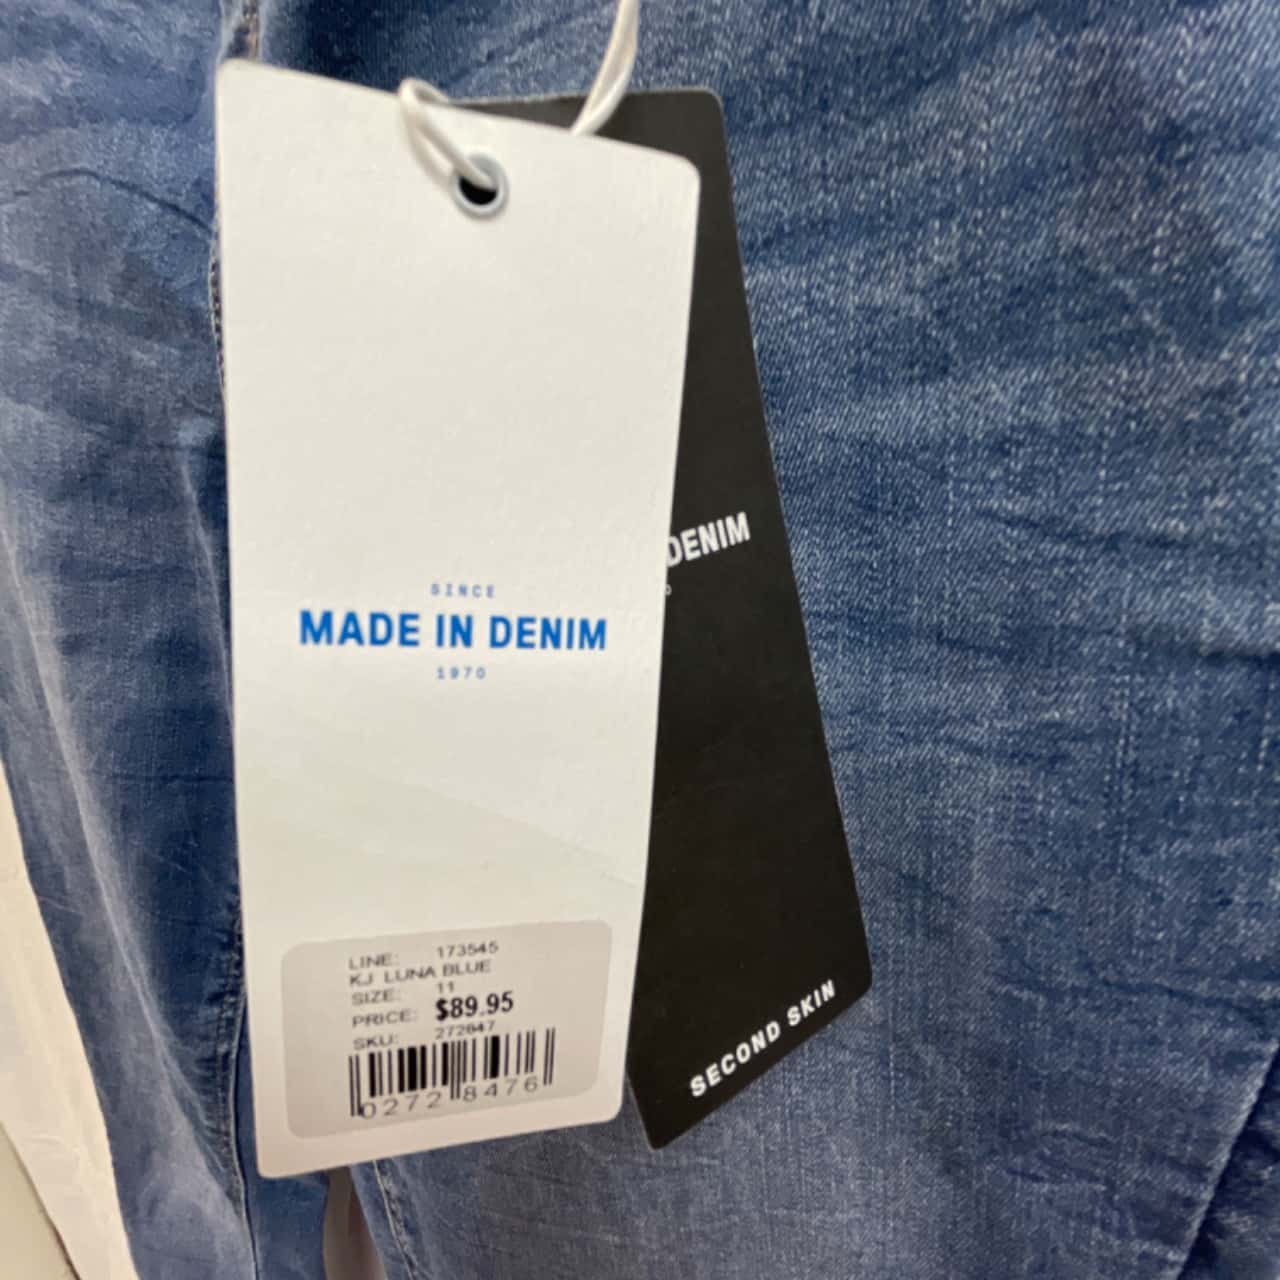 SINCE
MADE IN DENIM
1970
LINE: 173545
KJ LUNA BLUE
SIZE: 11
PRICE: $89.95
SKU: 272847
0272 8476
DENIM
SECOND SKIN